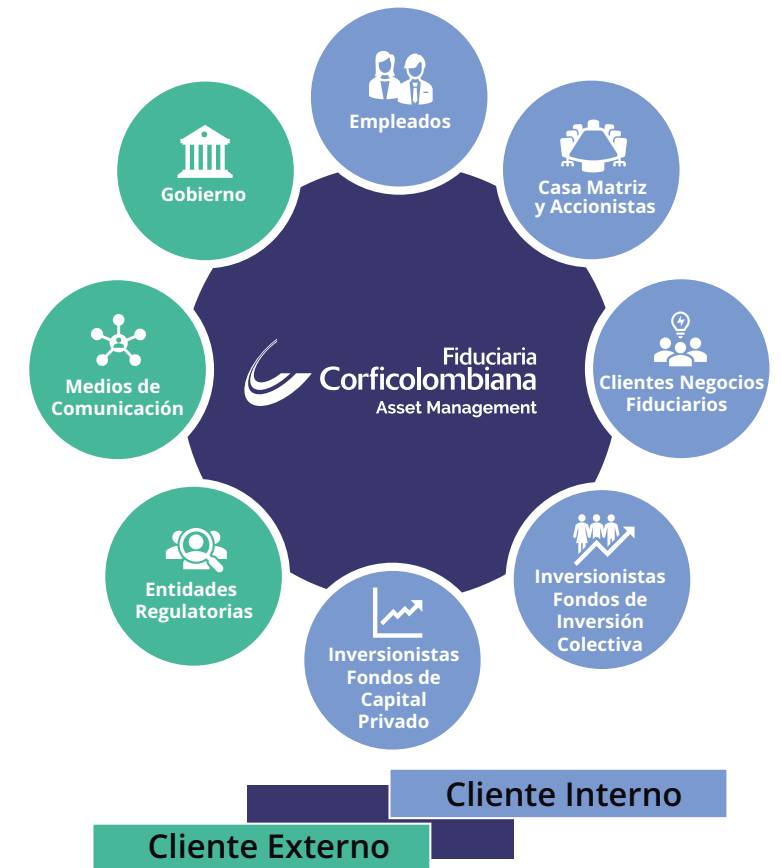 Empleados
Gobierno
Casa Matriz
y Accionistas
Fiduciaria
Corficolombiana
Asset Management
Medios de
Comunicación
Clientes Negocios
Fiduciarios
Entidades
Regulatorias
Inversionistas
Fondos de
Inversión
Colectiva
Inversionistas
Fondos de
Capital
Privado
Cliente Interno
Cliente Externo